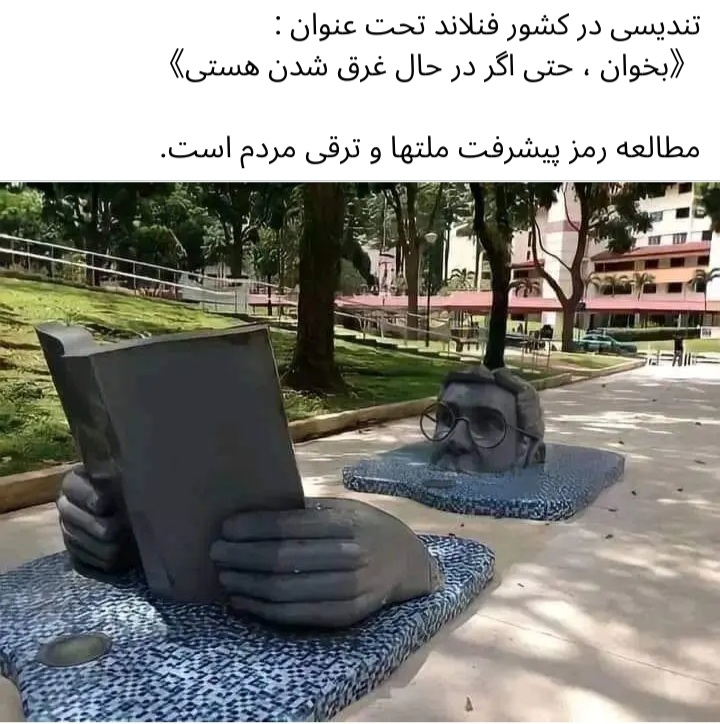 تندیسی در کشور فنلاند تحت عنوان :
《بخوان ، حتی اگر در حال غرق شدن هستی》
مطالعه رمز پیشرفت ملتها و ترقی مردم است.